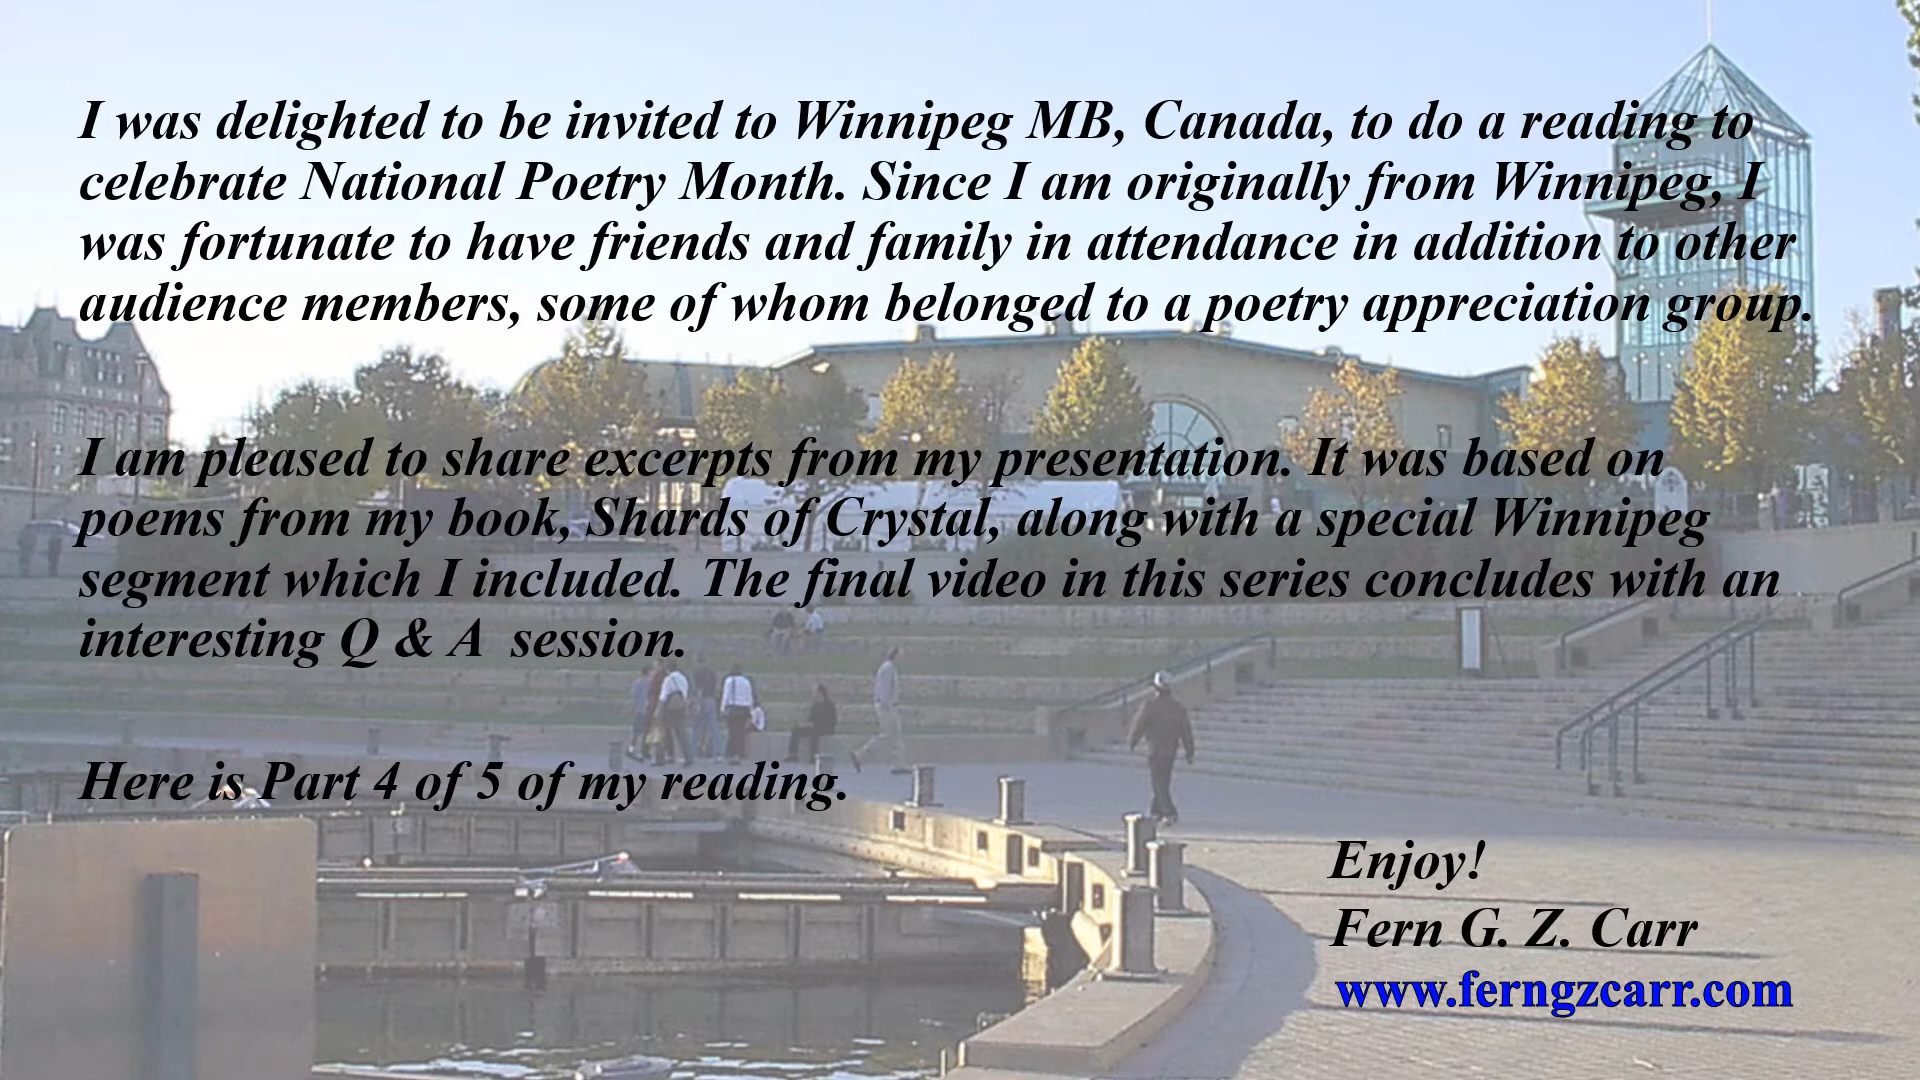 I was delighted to be invited to Winnipeg MB, Canada, to do a reading to
celebrate National Poetry Month. Since I am originally from Winnipeg, I
was fortunate to have friends and family in attendance in addition to other
audience members, some of whom belonged to a poetry appreciation group.
I am pleased to share excerpts from my presentation. It was based on
poems from my book, Shards of Crystal, along with a special Winnipeg
segment which I included. The final video in this series concludes with an
interesting Q & A  session.
Here is Part 4 of 5 of my reading.
Enjoy!
Fern G. Z. Carr
www.ferngzcarr.com